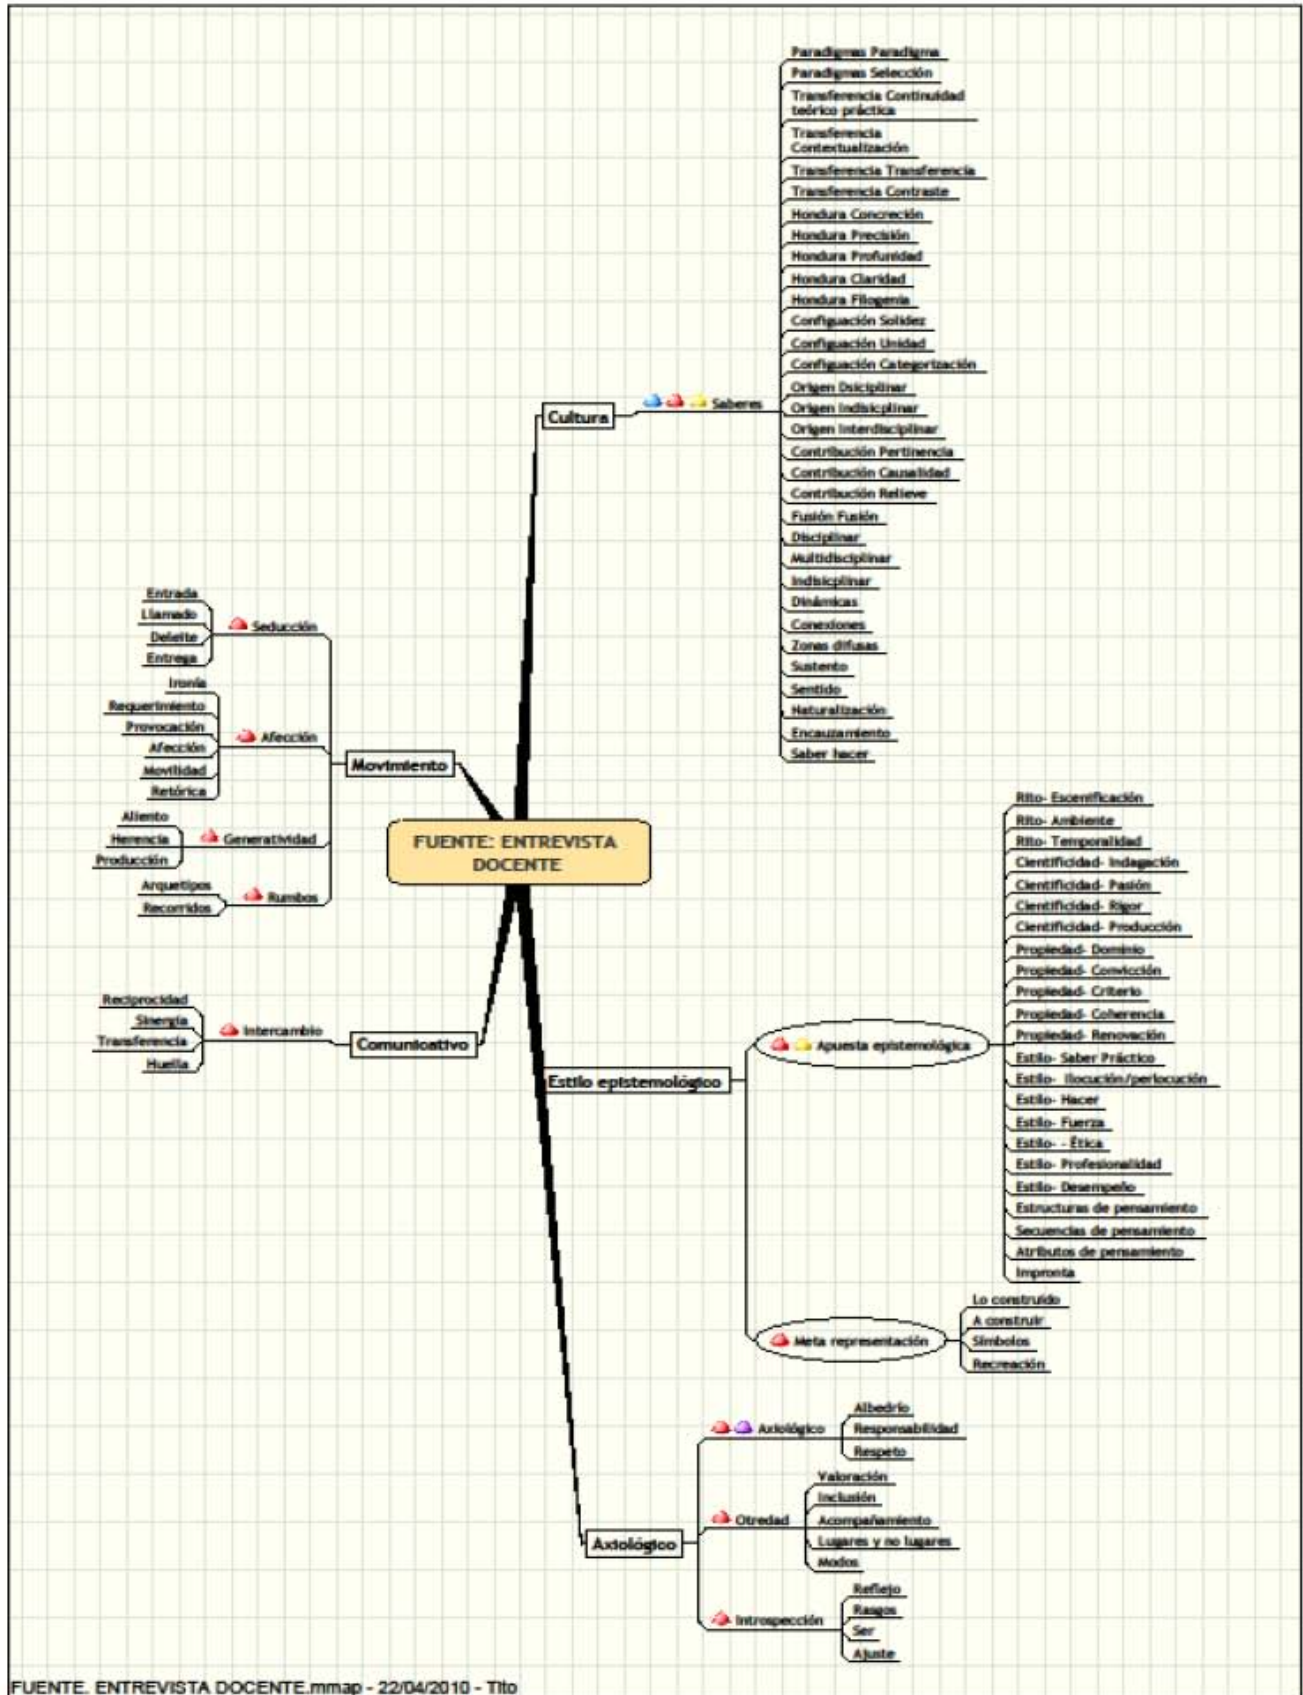 Paradigmas Paradigma
Paradigmas Selección
Transferencia Continuidad
teórico práctica
Transferencia
Contextualización
Transferencia Transferencia
Transferencia Contraste
Hondura Concreción
Hondura Precisión
Hondura Profunidad
Hondura Claridad
Hondura Filogenia
Configuación Solidez
Configuación Unidad
Configuación Categorización
Origen Dsiciplinar
Origen Indisicplinar
Origen Interdisciplinar
Contribución Pertinencia
Contribución Causalidad
Contribución Relieve
Fusión Fusión
Disciplinar
Multidisciplinar
Indisicplinar
Dinámicas
Conexiones
Zonas difusas
Sustento
Sentido
Naturalización
Encauzamiento
Saber hacer
Saberes
Cultura
Entrada
Llamado
Deleite
Entrega
Seducción
Ironía
Requerimiento
Provocación
Afección
Movilidad
Retórica
Afección
Movimiento
Aliento
Herencia
Producción
Generatividad
Arquetipos
Recorridos
Rumbos
FUENTE: ENTREVISTA
DOCENTE
Reciprocidad
Sinergia
Transferencia
Huella
Intercambio
Comunicativo
Estilo epistemológico
Apuesta epistemológica
Rito- Escenificación
Rito- Ambiente
Rito- Temporalidad
Cientificidad- Indagación
Cientificidad- Pasión
Cientificidad- Rigor
Cientificidad- Producción
Propiedad- Dominio
Propiedad- Convicción
Propiedad- Criterio
Propiedad- Coherencia
Propiedad- Renovación
Estilo- Saber Práctico
Estilo- Ilocución/perlocución
Estilo- Hacer
Estilo- Fuerza
Estilo- - Ética
Estilo- Profesionalidad
Estilo- Desempeño
Estructuras de pensamiento
Secuencias de pensamiento
Atributos de pensamiento
Impronta
Meta representación
Lo construido
A construir
Símbolos
Recreación
Axiológico
Axiológico
Albedrío
Responsabilidad
Respeto
Otredad
Valoración
Inclusión
Acompañamiento
Lugares y no lugares
Modos
Introspección
Reflejo
Rasgos
Ser
Ajuste
FUENTE. ENTREVISTA DOCENTE.mmap - 22/04/2010 - Tito